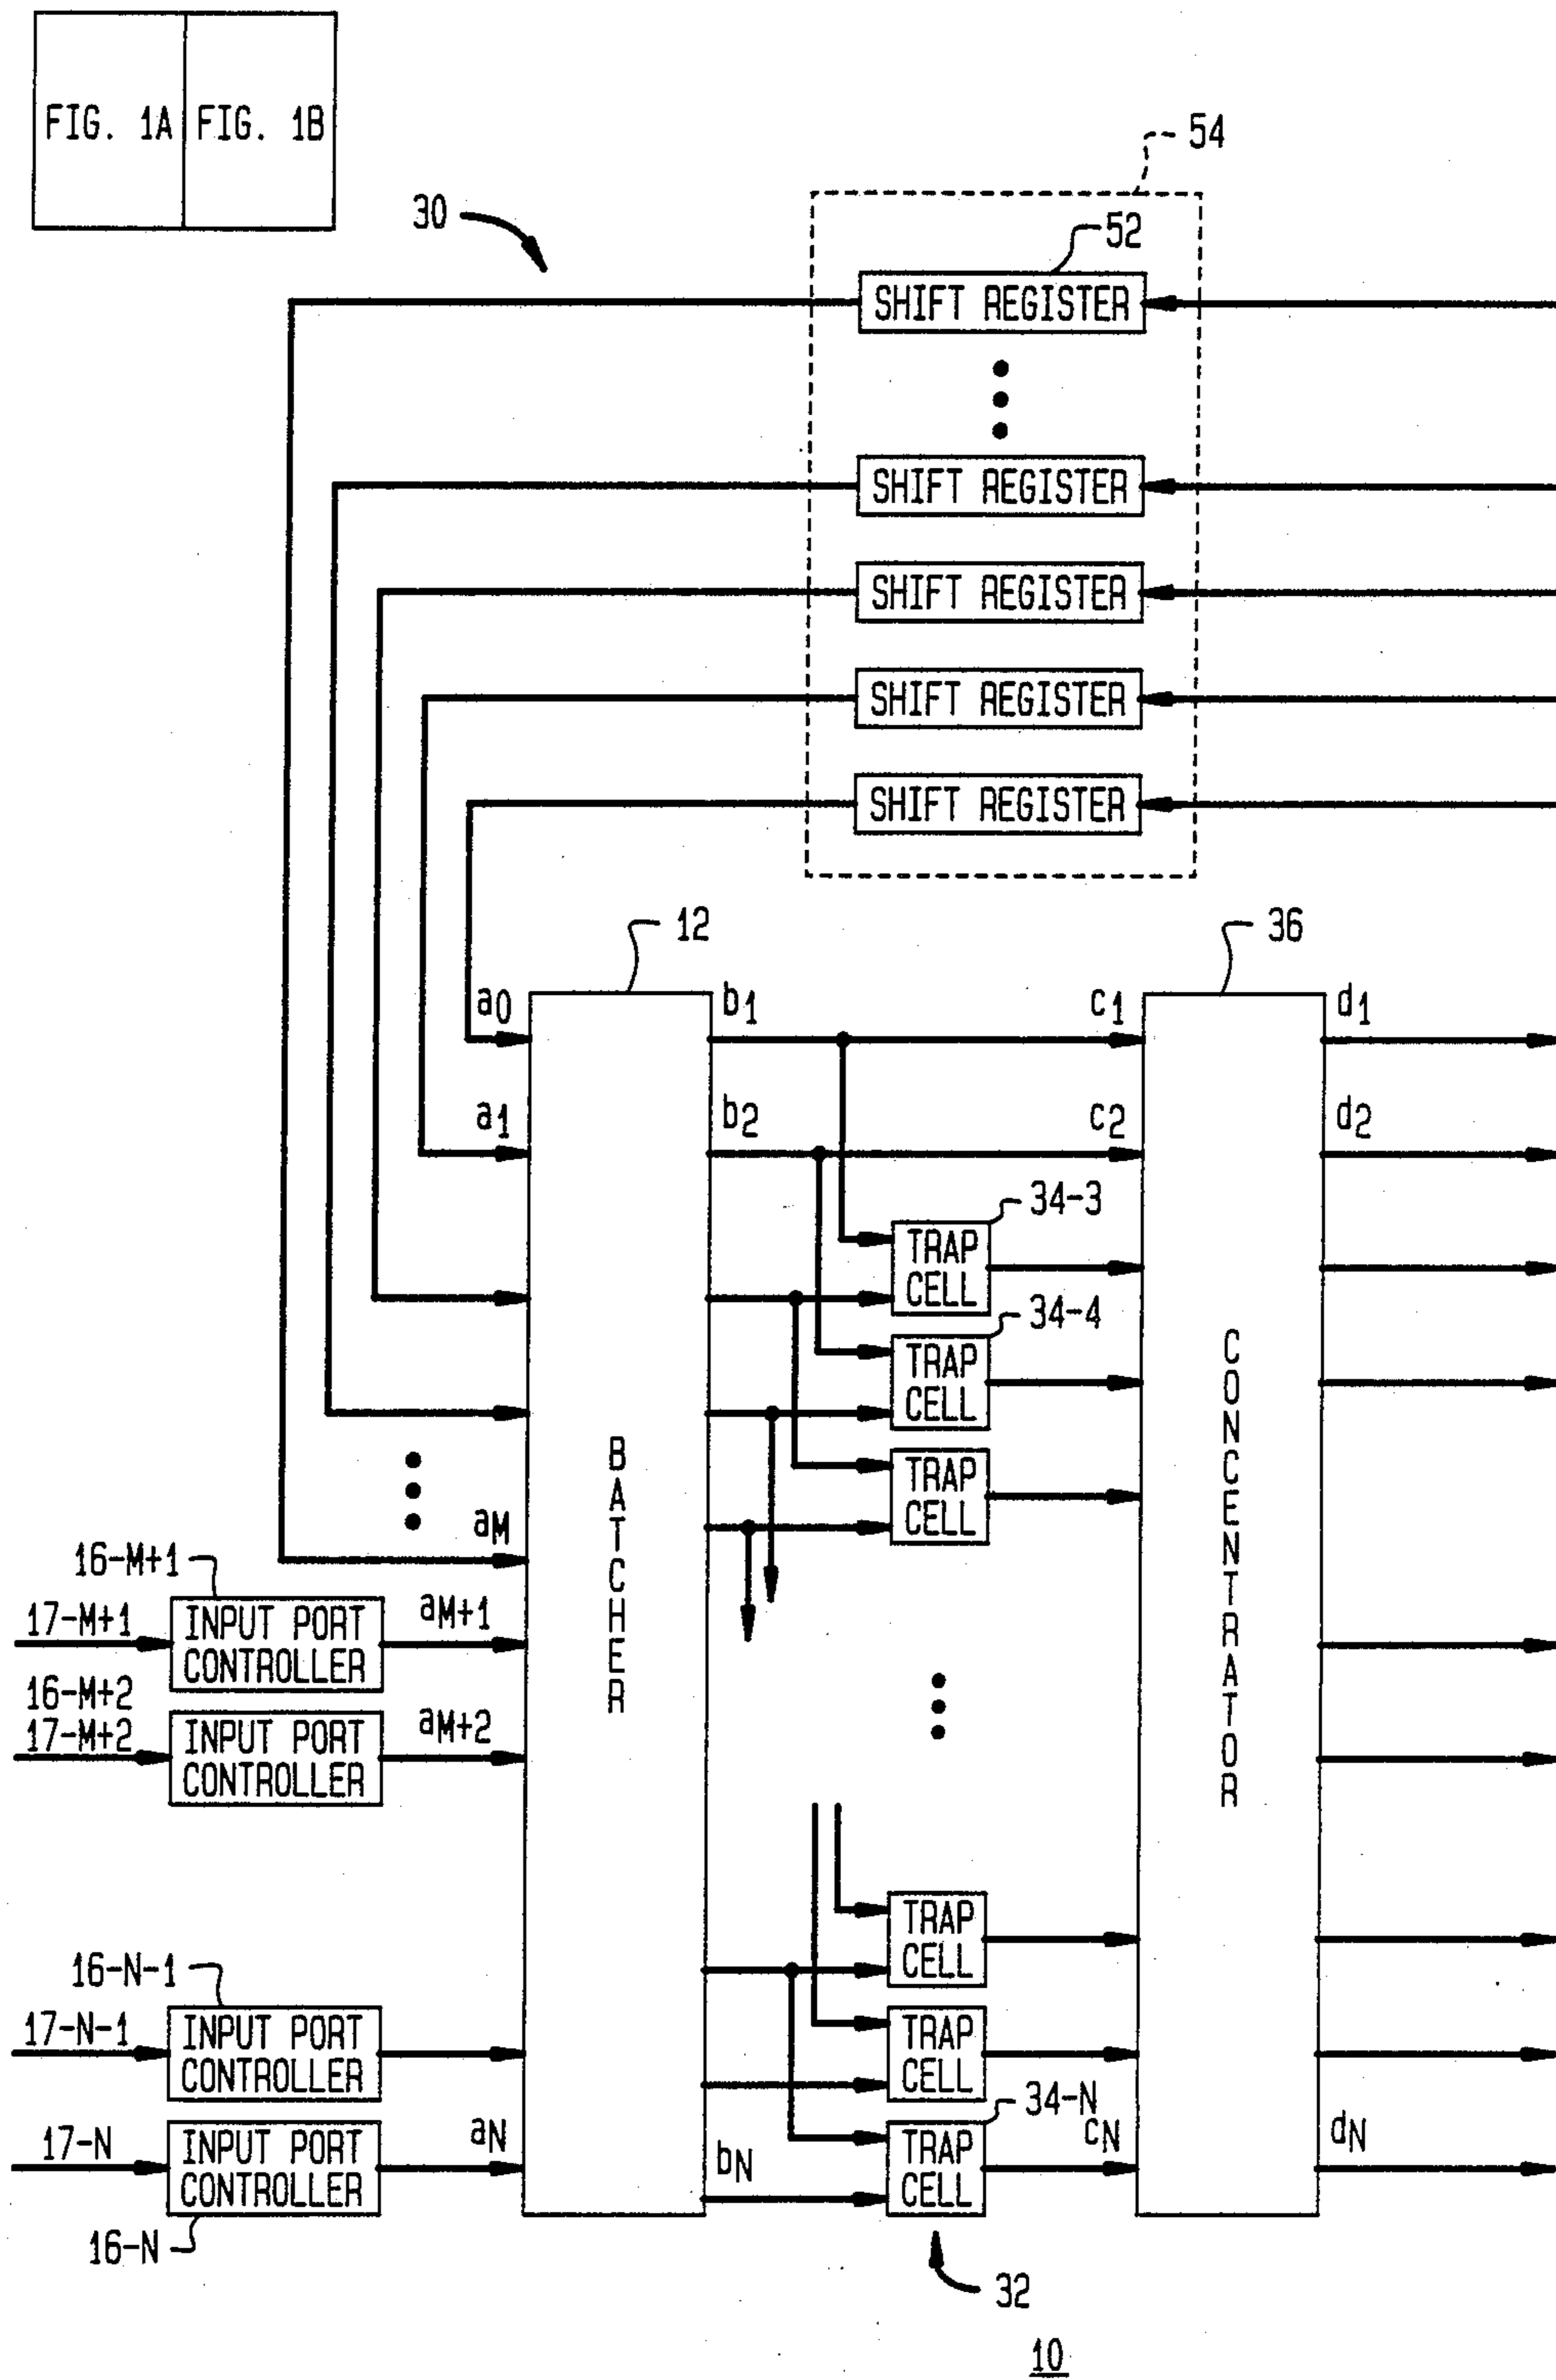 FIG. 1A FIG. 1B
54
30
52
SHIFT REGISTER
SHIFT REGISTER
SHIFT REGISTER
SHIFT REGISTER
SHIFT REGISTER
12
36
a0
b1
c1
d1
a1
b2
c2
d2
34-3
TRAP
CELL
34-4
TRAP
CELL
TRAP
CELL
BATCHER
CONCENTRATOR
aM
16-M+1
17-M+1
INPUT PORT
CONTROLLER
aM+1
16-M+2
17-M+2
INPUT PORT
CONTROLLER
aM+2
TRAP
CELL
16-N-1
17-N-1
INPUT PORT
CONTROLLER
TRAP
CELL
34-N
17-N
INPUT PORT
CONTROLLER
aN
bN
TRAP
CELL
cN
dN
16-N
32
10